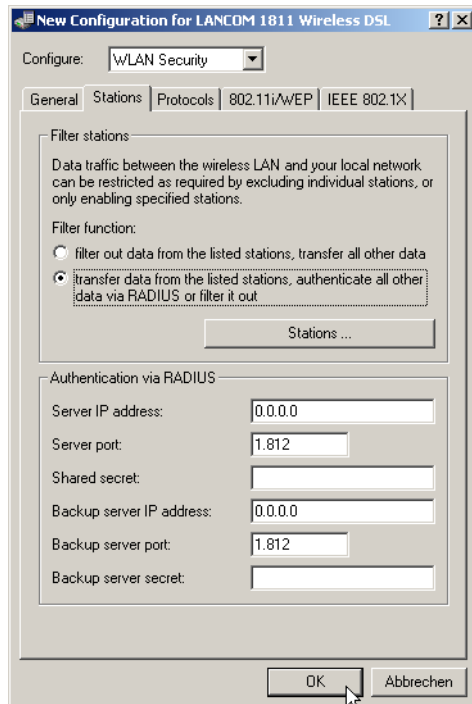 New Configuration for LANCOM 1811 Wireless DSL
Configure: WLAN Security
General Stations Protocols 802.11i/WEP IEEE 802.1X
Filter stations
Data traffic between the wireless LAN and your local network
can be restricted as required by excluding individual stations, or
only enabling specified stations.
Filter function:
filter out data from the listed stations, transfer all other data
transfer data from the listed stations, authenticate all other
data via RADIUS or filter it out
Stations ...
Authentication via RADIUS
Server IP address: 0.0.0.0
Server port: 1.812
Shared secret:
Backup server IP address: 0.0.0.0
Backup server port: 1.812
Backup server secret:
OK Abbrechen